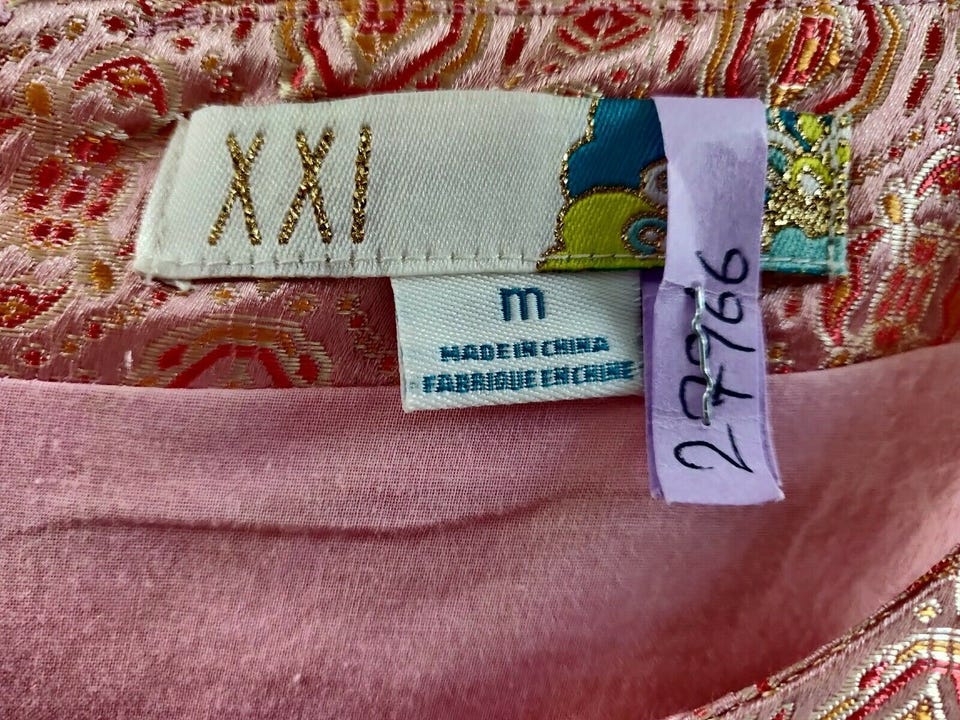 XXI
m
MADE IN CHINA
FABRIQUE EN CHINE
27766